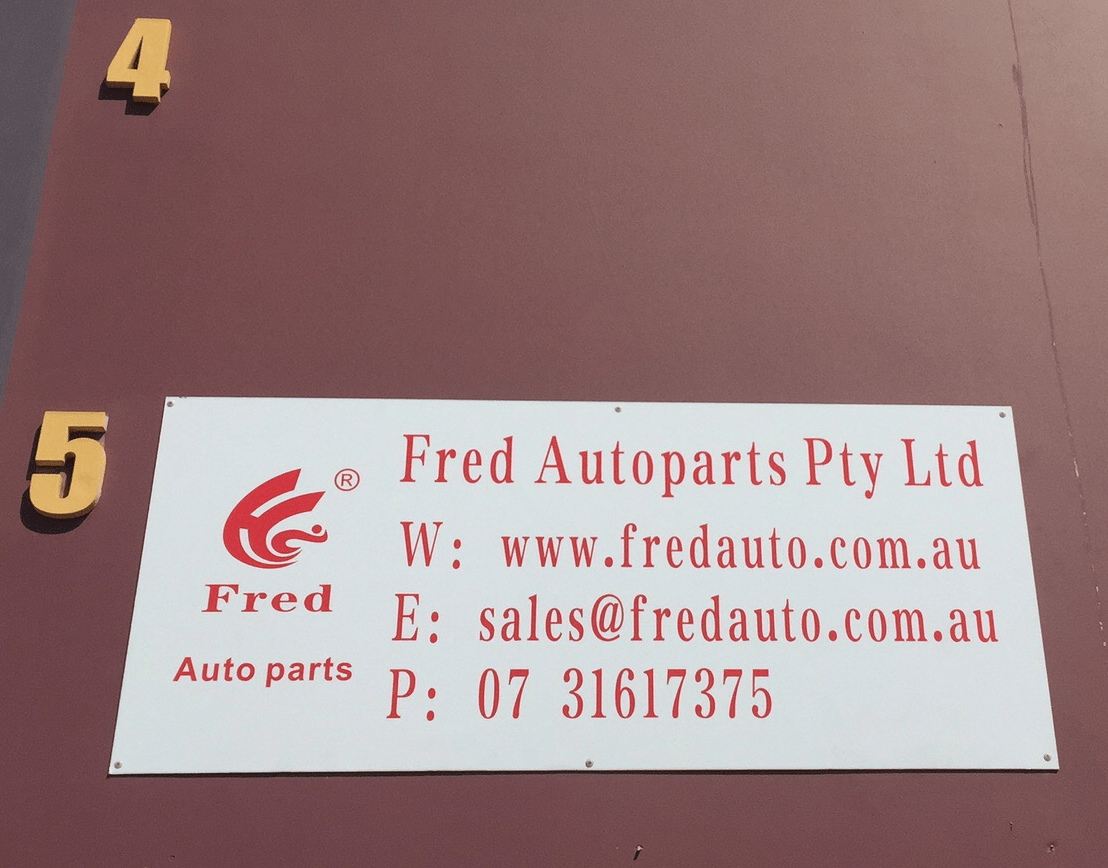 4
5
®
Fred
Auto parts
Fred Autoparts Pty Ltd
W: www.fredauto.com.au
E: sales@fredauto.com.au
P: 07 31617375